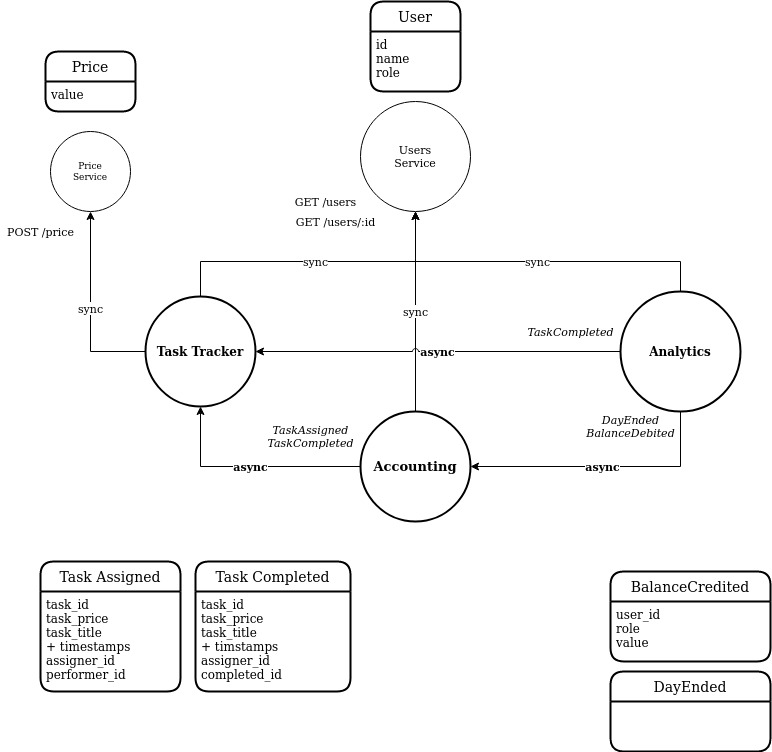 User
id
name
role
Price
value
Price
Service
Users
Service
GET /users
GET /users/:id
POST /price
sync
sync
sync
sync
TaskCompleted
Task Tracker
async
Analytics
DayEnded
BalanceDebited
TaskAssigned
TaskCompleted
async
Accounting
async
Task Assigned
task_id
task_price
task_title
+ timestamps
assigner_id
performer_id
Task Completed
task_id
task_price
task_title
+ timstamps
assigner_id
completed_id
BalanceCredited
user_id
role
value
DayEnded